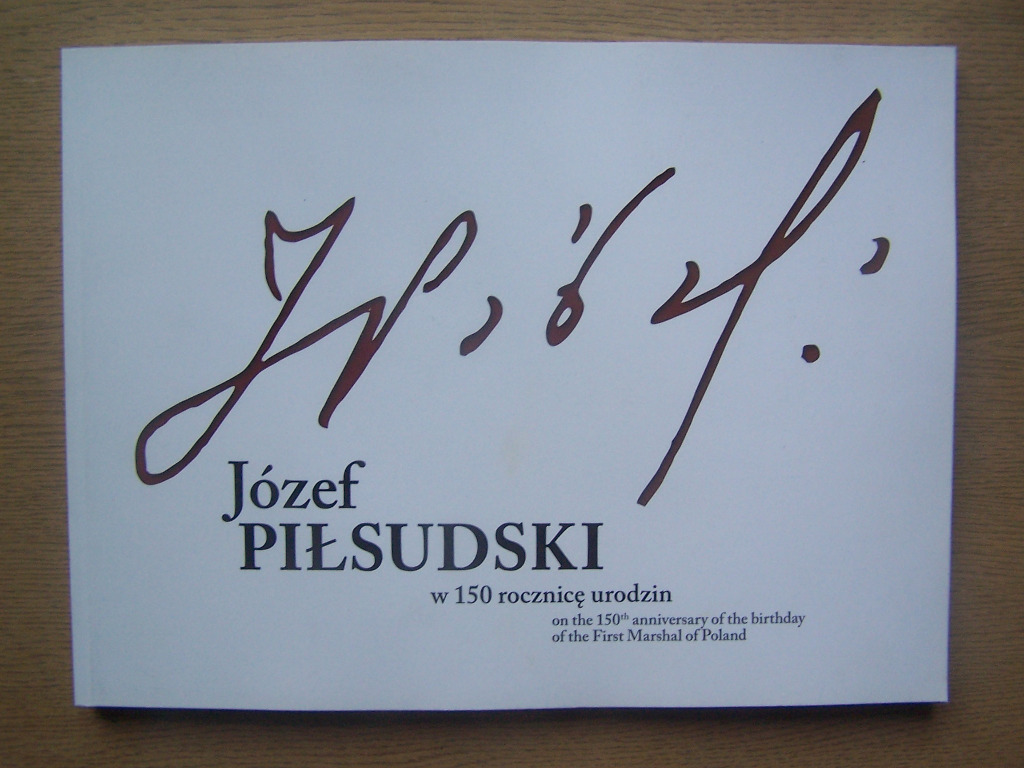 Józef
PIŁSUDSKI
w 150 rocznicę urodzin
on the 150th anniversary of the birthday
of the First Marshal of Poland